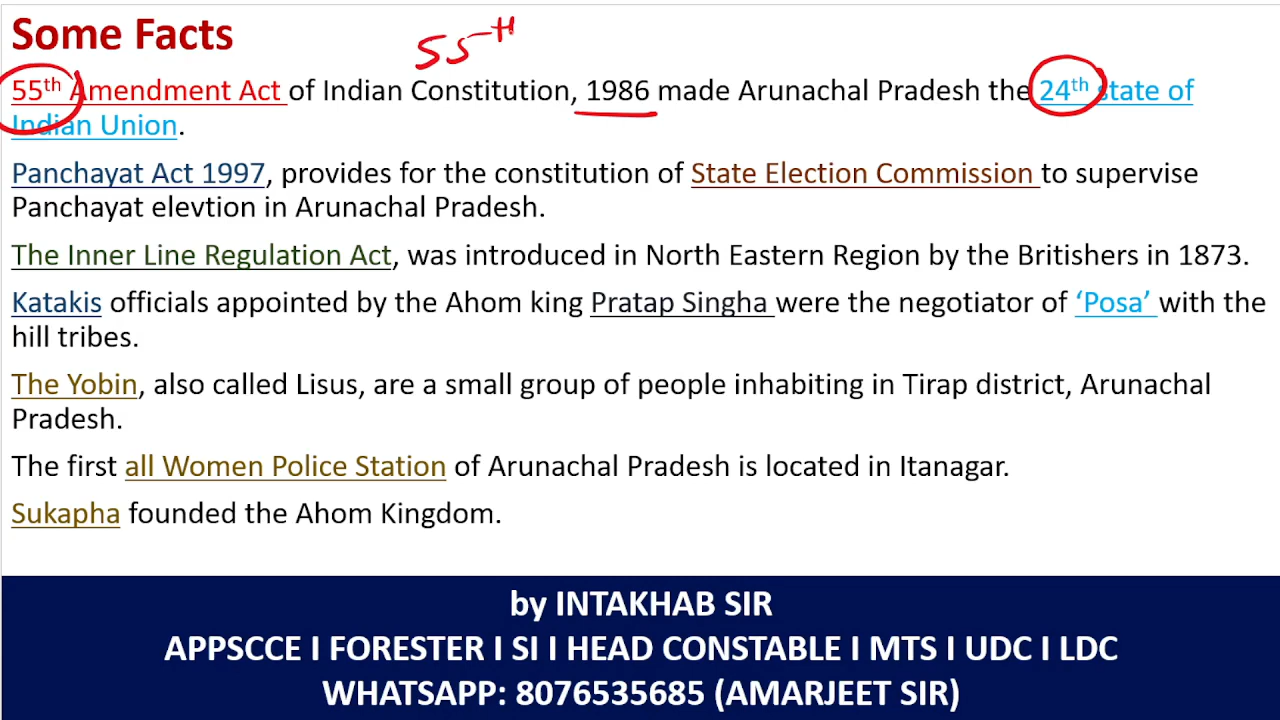 Some Facts
55th
55th Amendment Act of Indian Constitution, 1986 made Arunachal Pradesh the 24th state of
Indian Union.
Panchayat Act 1997, provides for the constitution of State Election Commission to supervise
Panchayat elevtion in Arunachal Pradesh.
The Inner Line Regulation Act, was introduced in North Eastern Region by the Britishers in 1873.
Katakis officials appointed by the Ahom king Pratap Singha were the negotiator of ‘Posa’ with the
hill tribes.
The Yobin, also called Lisus, are a small group of people inhabiting in Tirap district, Arunachal
Pradesh.
The first all Women Police Station of Arunachal Pradesh is located in Itanagar.
Sukapha founded the Ahom Kingdom.
by INTAKHAB SIR
APPSCCE I FORESTER I SI I HEAD CONSTABLE I MTS I UDC I LDC
WHATSAPP: 8076535685 (AMARJEET SIR)